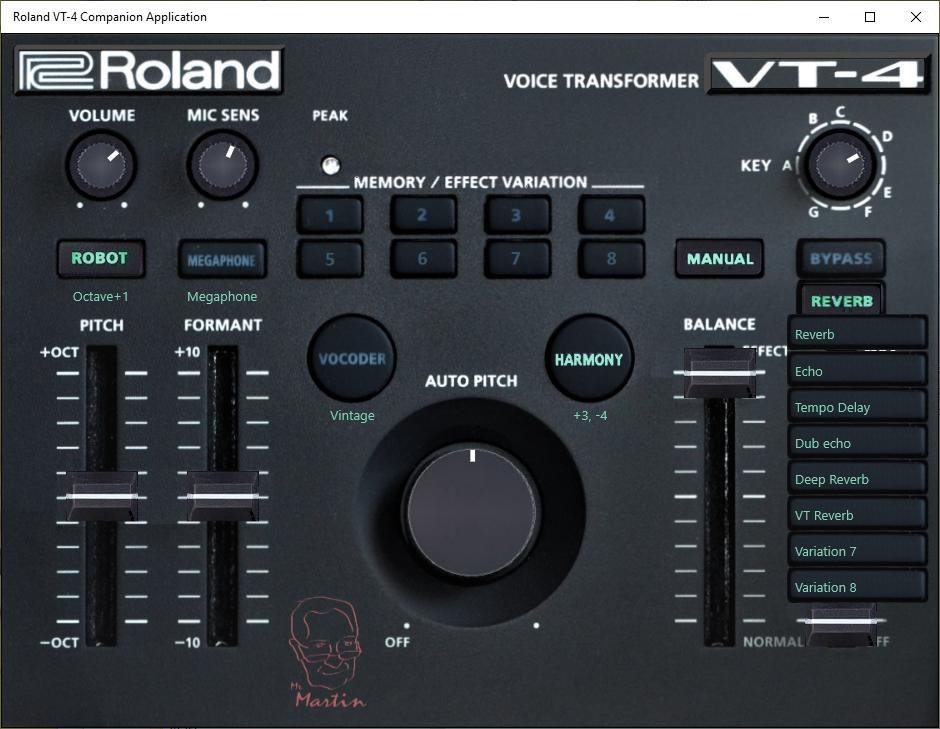 Roland VT-4 Companion Application
Roland
VOICE TRANSFORMER VT-4
VOLUME
MIC SENS
PEAK
KEY A B C D E F G
MEMORY / EFFECT VARIATION
1 2 3 4
5 6 7 8
ROBOT
MEGAPHONE
MANUAL
BYPASS
Octave+1
Megaphone
REVERB
PITCH
FORMANT
BALANCE
+OCT
+10
VOCODER
HARMONY
Vintage
+3, -4
AUTO PITCH
Reverb
Echo
Tempo Delay
Dub echo
Deep Reverb
VT Reverb
Variation 7
Variation 8
−OCT
−10
OFF
NORMAL
Martin